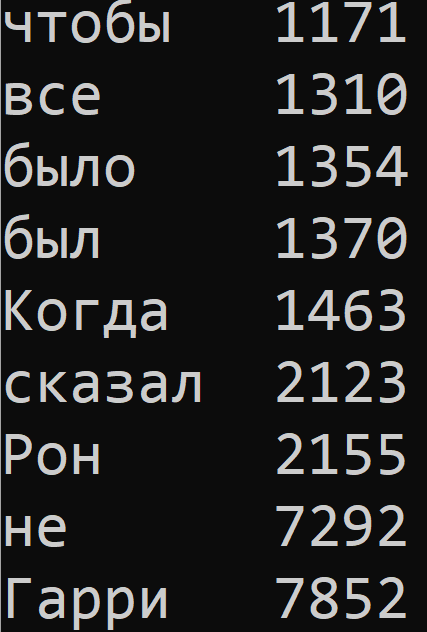 чтобы 1171
все 1310
было 1354
был 1370
Когда 1463
сказал 2123
Рон 2155
не 7292
Гарри 7852